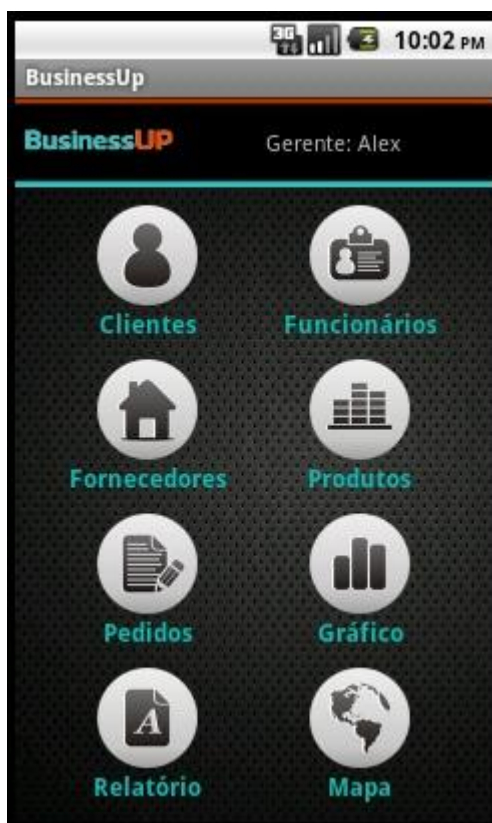 3G 10:02 PM
BusinessUp
BusinessUP Gerente: Alex
Clientes Funcionários
Fornecedores Produtos
Pedidos Gráfico
A
Relatório Mapa